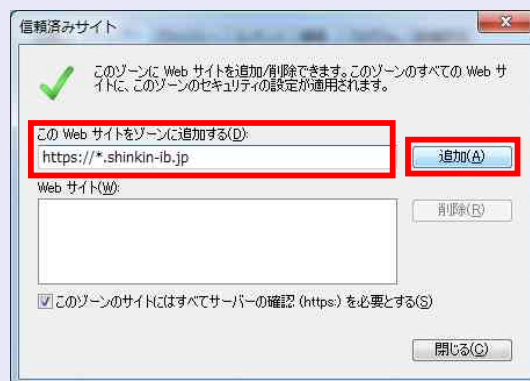 信頼済みサイト
このゾーンに Web サイトを追加/削除できます。このゾーンのすべての Web サ
イトに、このゾーンのセキュリティの設定が適用されます。
この Web サイトをゾーンに追加する(D):
https://*.shinkin-ib.jp
追加(A)
Web サイト(W):
削除(R)
このゾーンのサイトにはすべてサーバーの確認 (https:) を必要とする(S)
閉じる(C)